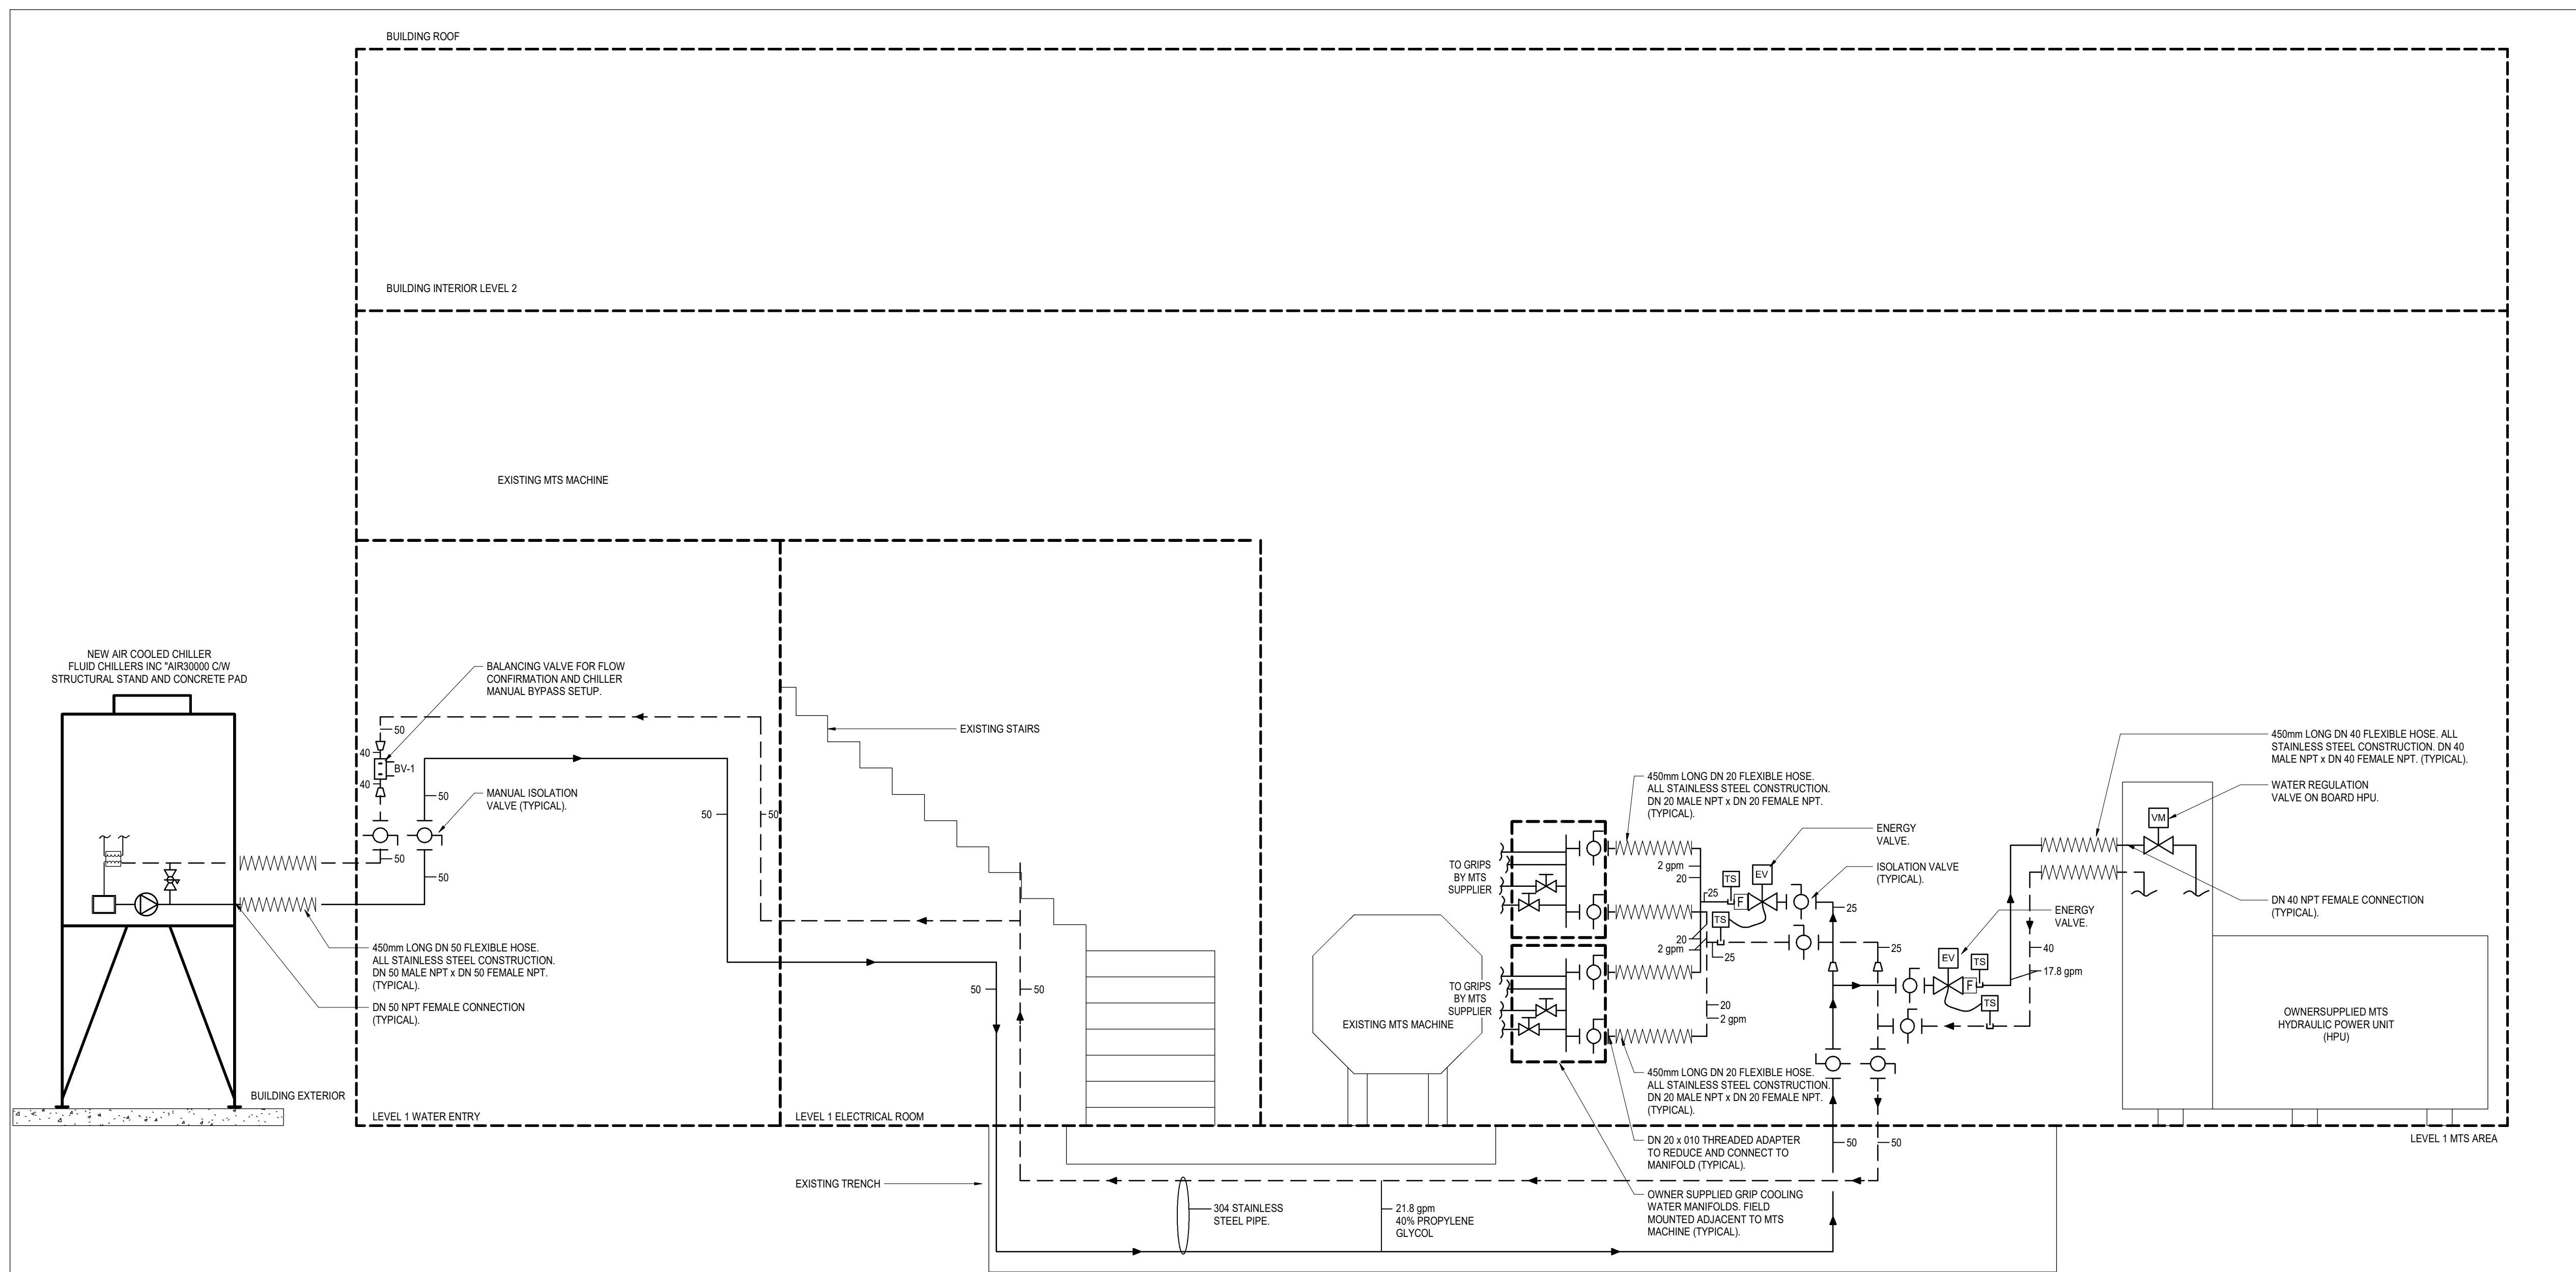 BUILDING ROOF
BUILDING INTERIOR LEVEL 2
EXISTING MTS MACHINE
NEW AIR COOLED CHILLER
FLUID CHILLERS INC "AIR30000 C/W
STRUCTURAL STAND AND CONCRETE PAD
BALANCING VALVE FOR FLOW
CONFIRMATION AND CHILLER
MANUAL BYPASS SETUP.
50
40
BV-1
40
50
MANUAL ISOLATION
VALVE (TYPICAL).
50
50
450mm LONG DN 50 FLEXIBLE HOSE.
ALL STAINLESS STEEL CONSTRUCTION.
DN 50 MALE NPT x DN 50 FEMALE NPT.
(TYPICAL).
DN 50 NPT FEMALE CONNECTION
(TYPICAL).
BUILDING EXTERIOR
LEVEL 1 WATER ENTRY
50
50
EXISTING STAIRS
50
50
LEVEL 1 ELECTRICAL ROOM
EXISTING TRENCH
304 STAINLESS
STEEL PIPE.
21.8 gpm
40% PROPYLENE
GLYCOL
EXISTING MTS MACHINE
TO GRIPS
BY MTS
SUPPLIER
TO GRIPS
BY MTS
SUPPLIER
450mm LONG DN 20 FLEXIBLE HOSE.
ALL STAINLESS STEEL CONSTRUCTION.
DN 20 MALE NPT x DN 20 FEMALE NPT.
(TYPICAL).
2 gpm
20
25
TS
EV
F
TS
20
2 gpm
25
20
2 gpm
ENERGY
VALVE.
ISOLATION VALVE
(TYPICAL).
25
25
450mm LONG DN 20 FLEXIBLE HOSE.
ALL STAINLESS STEEL CONSTRUCTION.
DN 20 MALE NPT x DN 20 FEMALE NPT.
(TYPICAL).
DN 20 x 010 THREADED ADAPTER
TO REDUCE AND CONNECT TO
MANIFOLD (TYPICAL).
OWNER SUPPLIED GRIP COOLING
WATER MANIFOLDS. FIELD
MOUNTED ADJACENT TO MTS
MACHINE (TYPICAL).
50
50
ENERGY
VALVE.
EV
TS
F
TS
40
17.8 gpm
VM
450mm LONG DN 40 FLEXIBLE HOSE. ALL
STAINLESS STEEL CONSTRUCTION. DN 40
MALE NPT x DN 40 FEMALE NPT. (TYPICAL).
WATER REGULATION
VALVE ON BOARD HPU.
DN 40 NPT FEMALE CONNECTION
(TYPICAL).
OWNERSUPPLIED MTS
HYDRAULIC POWER UNIT
(HPU)
LEVEL 1 MTS AREA